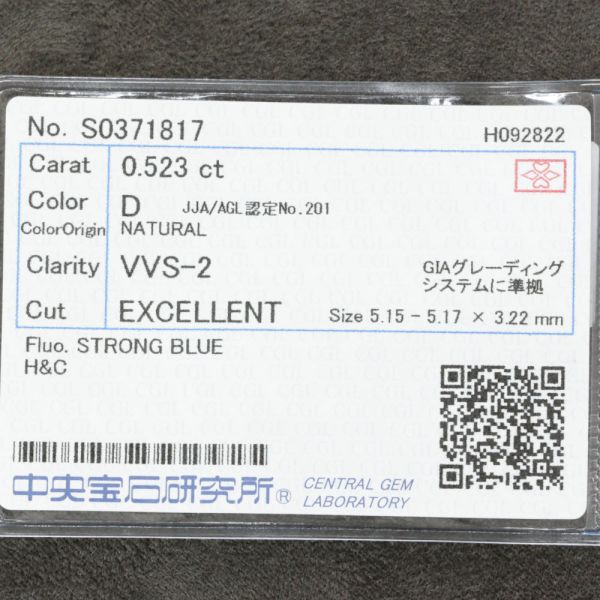 No. S0371817
H092822
Carat 0.523 ct
Color D JJA/AGL認定No.201
ColorOrigin NATURAL
Clarity VVS-2
GIAグレーディング
システムに準拠
Cut EXCELLENT Size 5.15 - 5.17 × 3.22 mm
Fluo. STRONG BLUE
H&C
中央宝石研究所®
CENTRAL GEM
LABORATORY